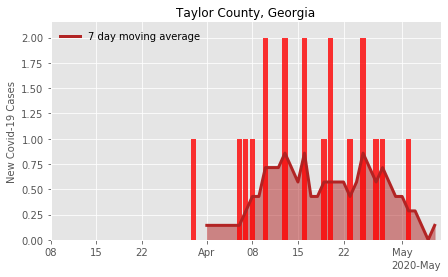 Taylor County, Georgia
7 day moving average
New Covid-19 Cases
2.00
1.75
1.50
1.25
1.00
0.75
0.50
0.25
0.00
08 15 22 Apr 08 15 22 May
2020-May